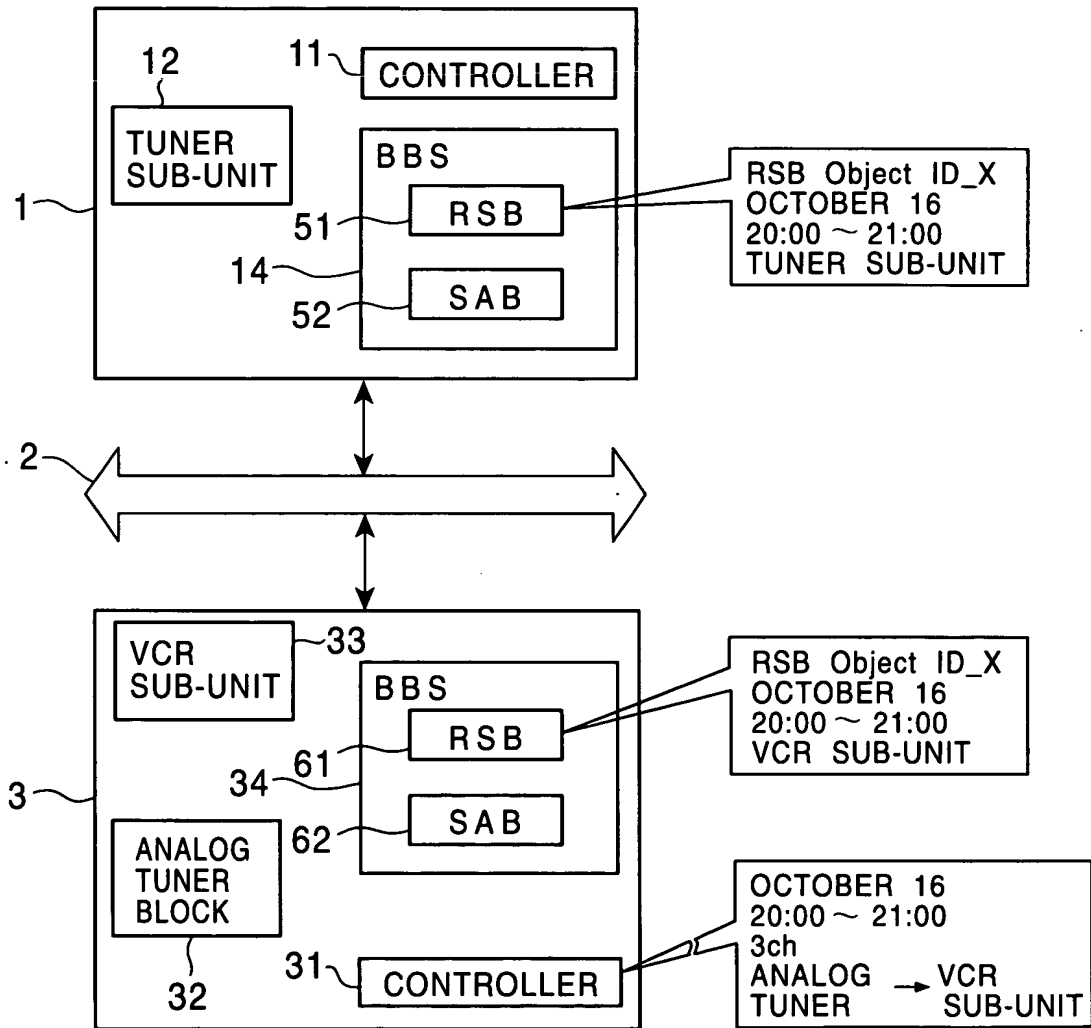 11
CONTROLLER
12
TUNER
SUB-UNIT
BBS
RSB
51
14
SAB
52
1
RSB Object ID_X
OCTOBER 16
20:00 ~ 21:00
TUNER SUB-UNIT
2
VCR
SUB-UNIT
33
BBS
RSB
61
34
SAB
62
3
RSB Object ID_X
OCTOBER 16
20:00 ~ 21:00
VCR SUB-UNIT
ANALOG
TUNER
BLOCK
32
31
CONTROLLER
OCTOBER 16
20:00 ~ 21:00
3ch
ANALOG → VCR
TUNER SUB-UNIT